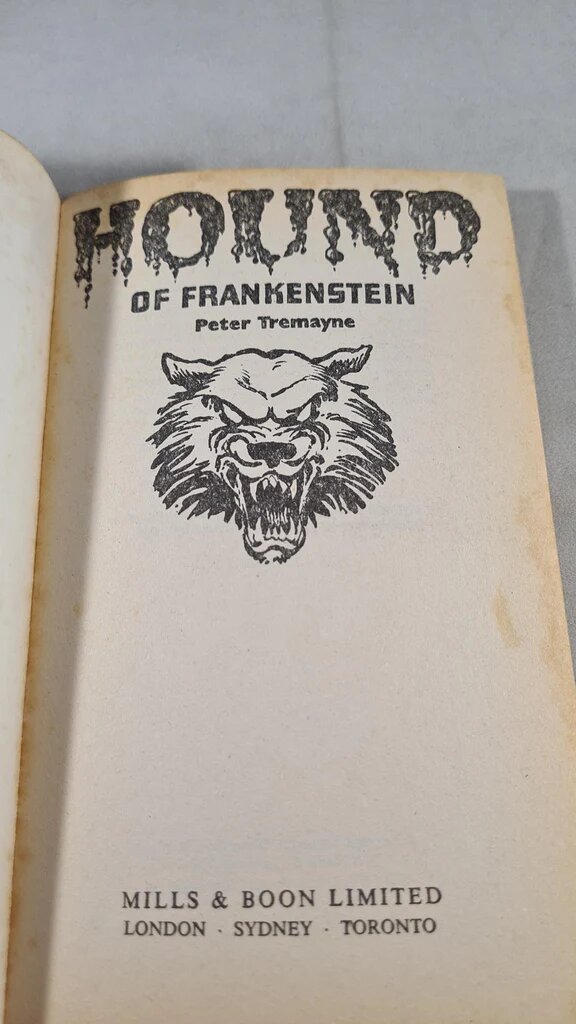 HOUND
OF FRANKENSTEIN
Peter Tremayne
MILLS & BOON LIMITED
LONDON · SYDNEY · TORONTO